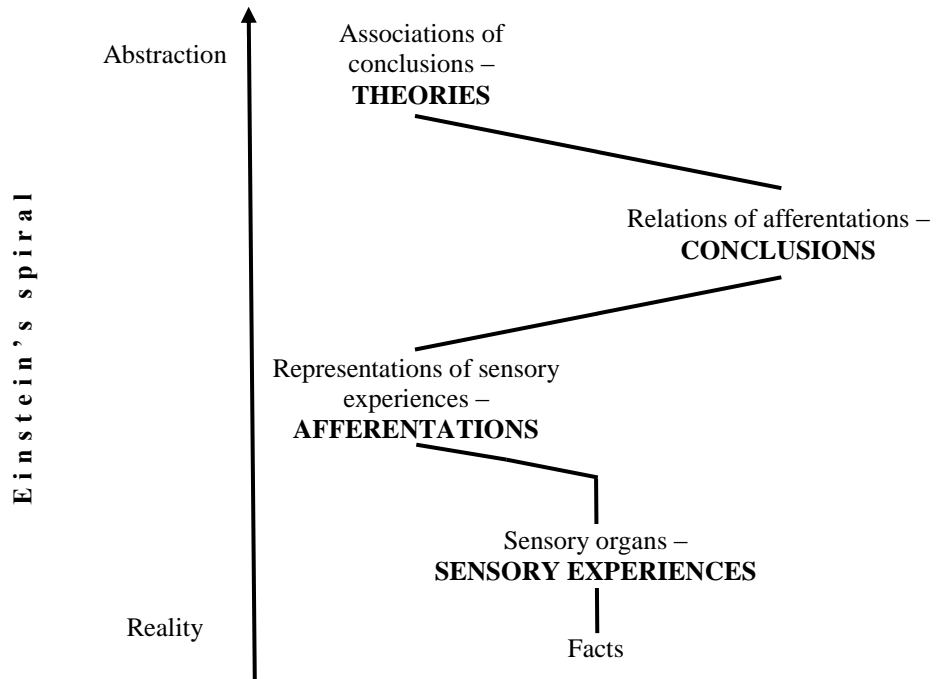 Abstraction
Associations of
conclusions –
THEORIES
Einstein’s spiral
Relations of afferentations –
CONCLUSIONS
Representations of sensory
experiences –
AFFERENTATIONS
Sensory organs –
SENSORY EXPERIENCES
Reality
Facts